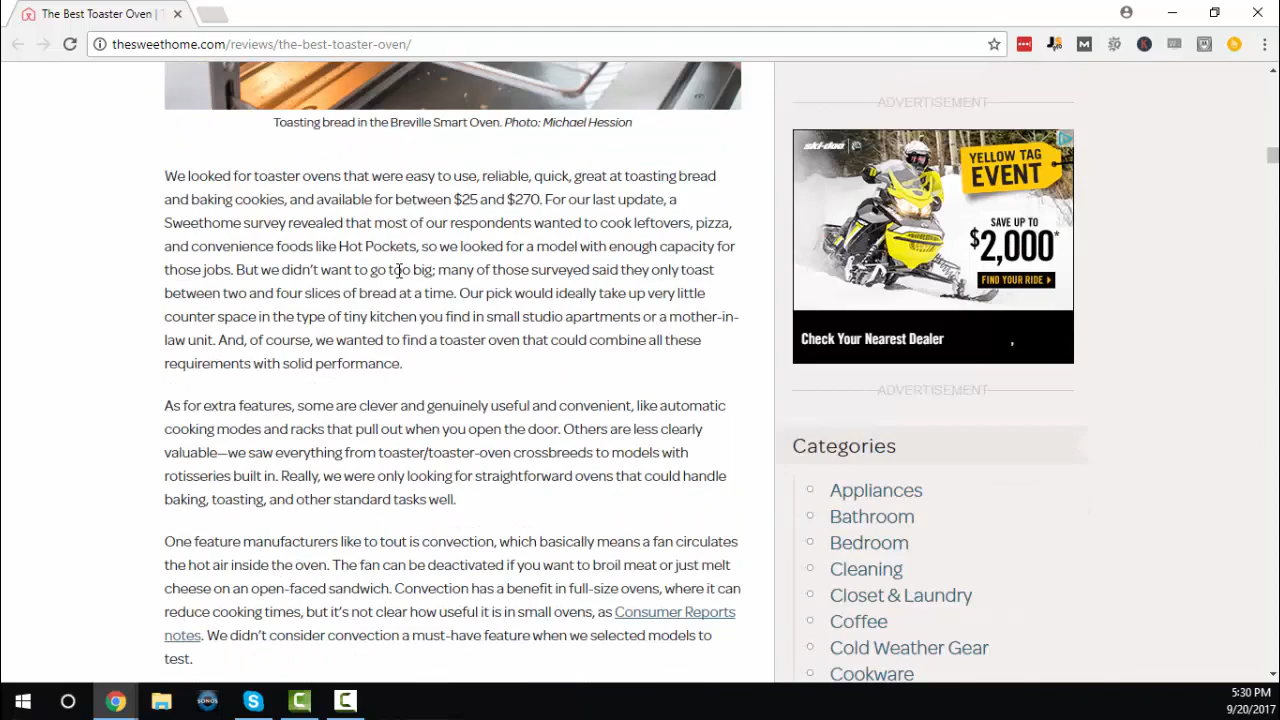 The Best Toaster Oven | T
thesweethome.com/reviews/the-best-toaster-oven/
Toasting bread in the Breville Smart Oven. Photo: Michael Hession
We looked for toaster ovens that were easy to use, reliable, quick, great at toasting bread
and baking cookies, and available for between $25 and $270. For our last update, a
Sweethome survey revealed that most of our respondents wanted to cook leftovers, pizza,
and convenience foods like Hot Pockets, so we looked for a model with enough capacity for
those jobs. But we didn't want to go too big; many of those surveyed said they only toast
between two and four slices of bread at a time. Our pick would ideally take up very little
counter space in the type of tiny kitchen you find in small studio apartments or a mother-in-
law unit. And, of course, we wanted to find a toaster oven that could combine all these
requirements with solid performance.
As for extra features, some are clever and genuinely useful and convenient, like automatic
cooking modes and racks that pull out when you open the door. Others are less clearly
valuable—we saw everything from toaster/toaster-oven crossbreeds to models with
rotisseries built in. Really, we were only looking for straightforward ovens that could handle
baking, toasting, and other standard tasks well.
One feature manufacturers like to tout is convection, which basically means a fan circulates
the hot air inside the oven. The fan can be deactivated if you want to broil meat or just melt
cheese on an open-faced sandwich. Convection has a benefit in full-size ovens, where it can
reduce cooking times, but it's not clear how useful it is in small ovens, as Consumer Reports
notes. We didn't consider convection a must-have feature when we selected models to
test.
ADVERTISEMENT
ski-doo
YELLOW TAG
EVENT
SAVE UP TO
$2,000*
FIND YOUR RIDE
Check Your Nearest Dealer ,
ADVERTISEMENT
Categories
Appliances
Bathroom
Bedroom
Cleaning
Closet & Laundry
Coffee
Cold Weather Gear
Cookware
SONOS
5:30 PM
9/20/2017